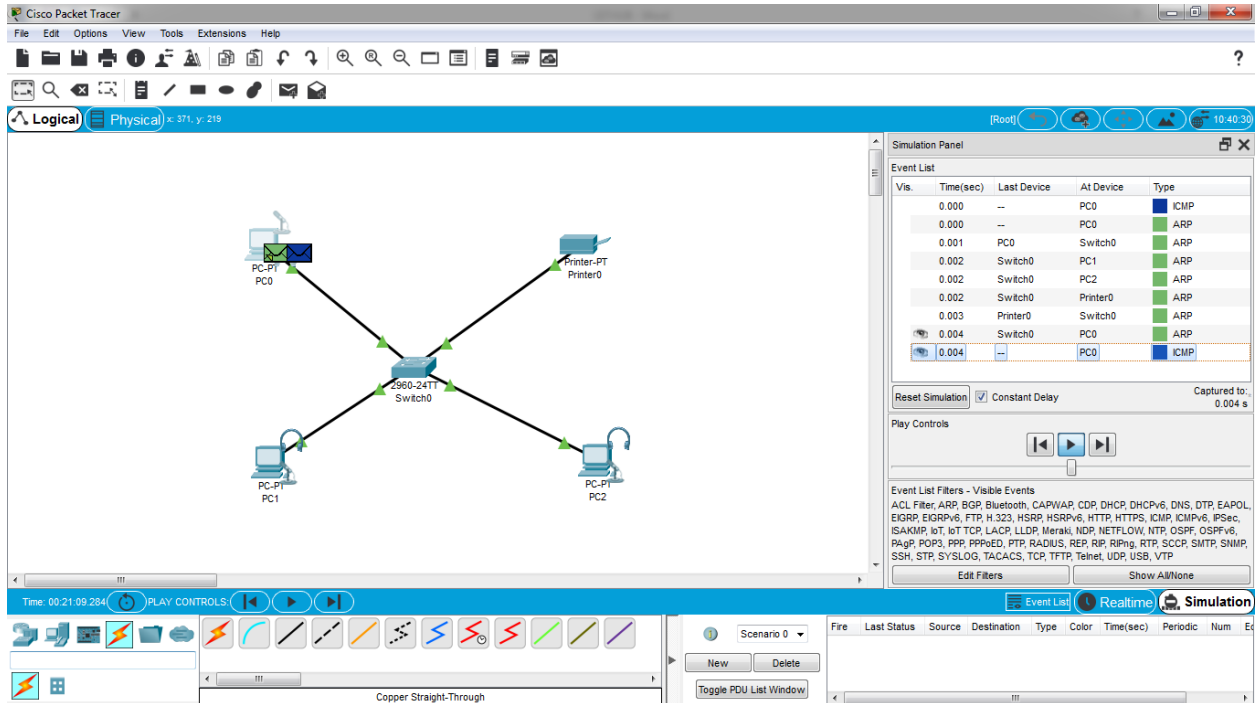 Cisco Packet Tracer
File Edit Options View Tools Extensions Help
?
Logical Physical x: 371, y: 219 [Root] 10:40:30
Simulation Panel
Event List
Vis. Time(sec) Last Device At Device Type
0.000 -- PC0 ICMP
0.000 -- PC0 ARP
0.001 PC0 Switch0 ARP
0.002 Switch0 PC1 ARP
0.002 Switch0 PC2 ARP
0.002 Switch0 Printer0 ARP
0.003 Printer0 Switch0 ARP
0.004 Switch0 PC0 ARP
0.004 -- PC0 ICMP
Reset Simulation Constant Delay Captured to:
0.004 s
Play Controls
Event List Filters - Visible Events
ACL Filter, ARP, BGP, Bluetooth, CAPWAP, CDP, DHCP, DHCPv6, DNS, DTP, EAPOL,
EIGRP, EIGRPv6, FTP, H.323, HSRP, HSRPv6, HTTP, HTTPS, ICMP, ICMPv6, IPSec,
ISAKMP, IoT, IoT TCP, LACP, LLDP, Meraki, NDP, NETFLOW, NTP, OSPF, OSPFv6,
PAgP, POP3, PPP, PPPoED, PTP, RADIUS, REP, RIP, RIPng, RTP, SCCP, SMTP, SNMP,
SSH, STP, SYSLOG, TACACS, TCP, TFTP, Telnet, UDP, USB, VTP
Edit Filters Show All/None
PC-PT
PC0
Printer-PT
Printer0
2960-24TT
Switch0
PC-PT
PC1
PC-PT
PC2
Time: 00:21:09.284 PLAY CONTROLS: Event List Realtime Simulation
Scenario 0
New Delete
Toggle PDU List Window
Fire Last Status Source Destination Type Color Time(sec) Periodic Num
Copper Straight-Through